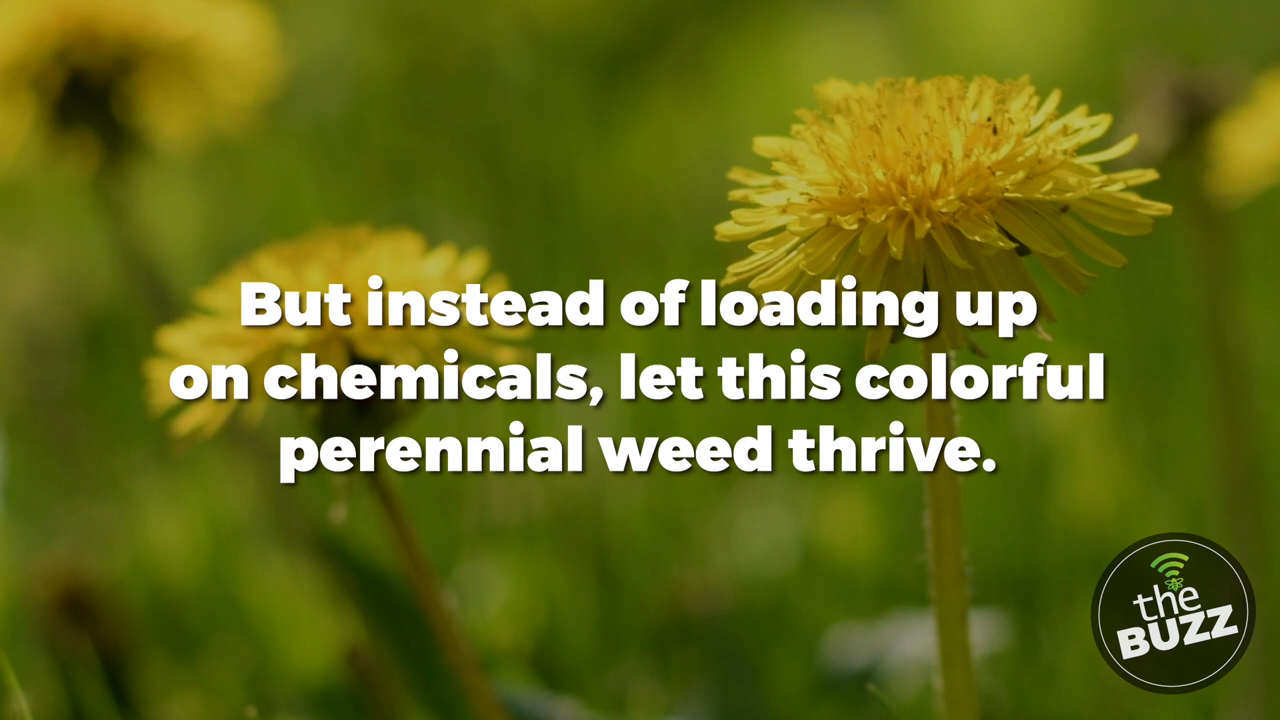 But instead of loading up
on chemicals, let this colorful
perennial weed thrive.
the
BUZZ